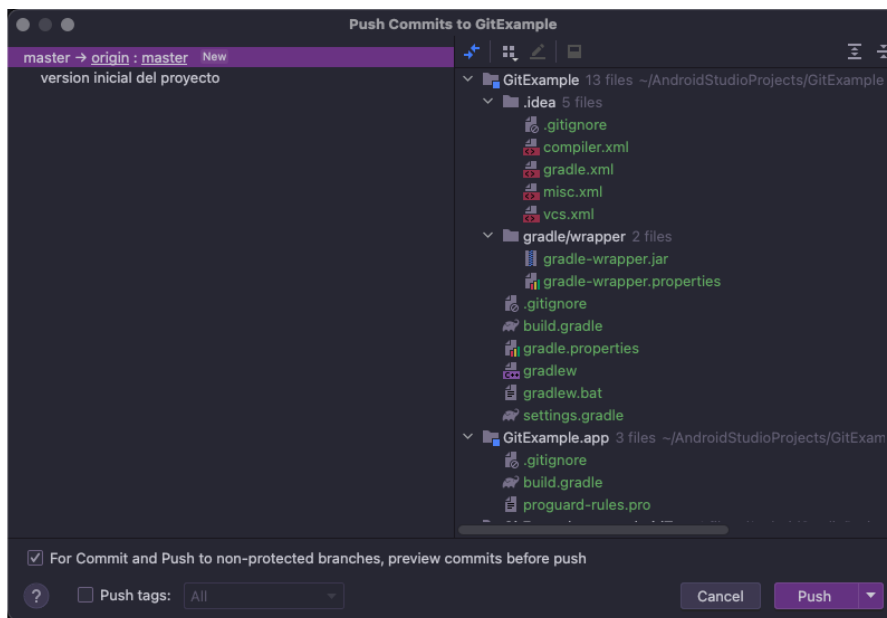 Push Commits to GitExample
master → origin : master New
version inicial del proyecto
GitExample 13 files ~/AndroidStudioProjects/GitExample
.idea 5 files
.gitignore
compiler.xml
gradle.xml
misc.xml
vcs.xml
gradle/wrapper 2 files
gradle-wrapper.jar
gradle-wrapper.properties
.gitignore
build.gradle
gradle.properties
gradlew
gradlew.bat
settings.gradle
GitExample.app 3 files ~/AndroidStudioProjects/GitExam
.gitignore
build.gradle
proguard-rules.pro
For Commit and Push to non-protected branches, preview commits before push
? Push tags: All Cancel Push